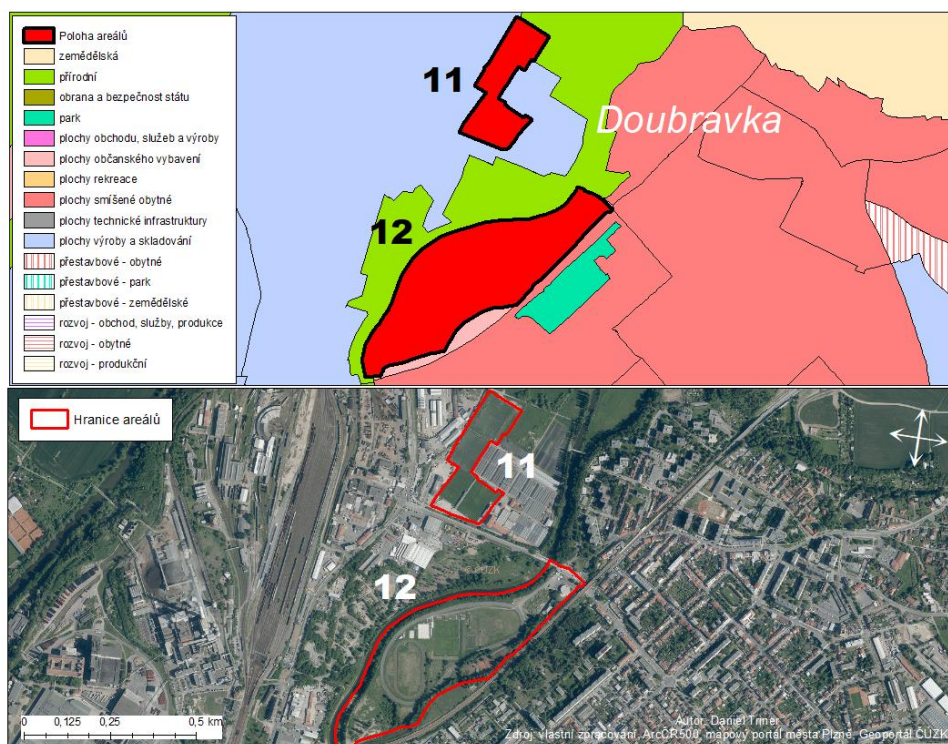 Poloha areálů
zemědělská
přírodní
obrana a bezpečnost státu
park
plochy obchodu, služeb a výroby
plochy občanského vybavení
plochy rekreace
plochy smíšené obytné
plochy technické infrastruktury
plochy výroby a skladování
přestavbové - obytné
přestavbové - park
přestavbové - zemědělské
rozvoj - obchod, služby, produkce
rozvoj - obytné
rozvoj - produkční
11
Doubravka
12
Hranice areálů
11
12
0 0,125 0,25 0,5 km
Autor: Daniel Trner
Zdroj: vlastní zpracování, ArcČR500, mapový portál města Plzně, Geoportál ČÚZK